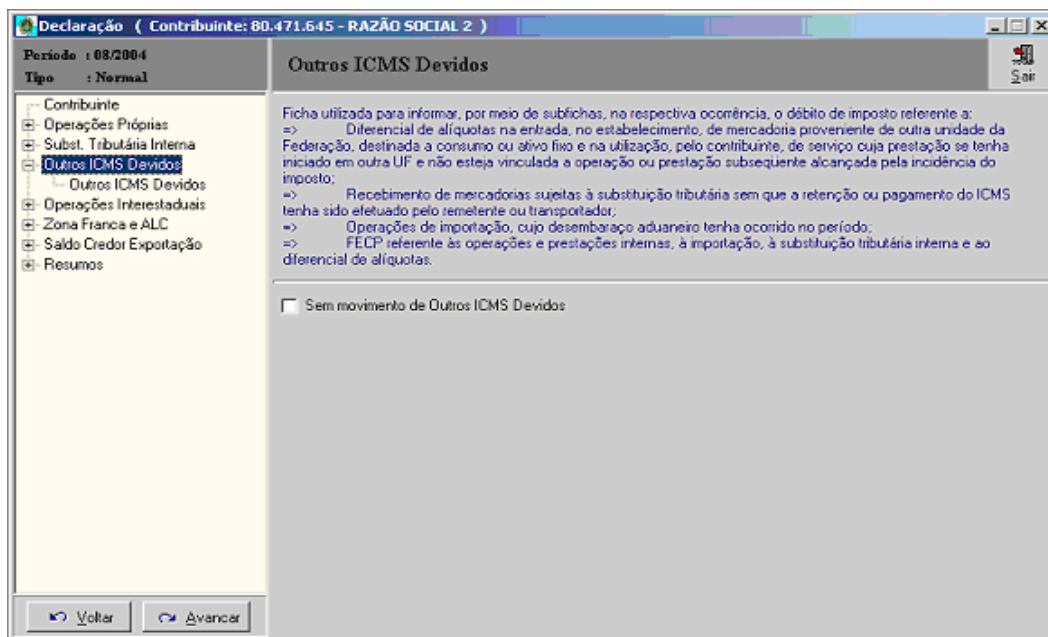 Declaração ( Contribuinte: 80.471.645 - RAZÃO SOCIAL 2 )
Período : 08/2004
Tipo : Normal
Outros ICMS Devidos
Sair
Contribuinte
Operações Próprias
Subst. Tributária Interna
Outros ICMS Devidos
Outros ICMS Devidos
Operações Interestaduais
Zona Franca e ALC
Saldo Credor Exportação
Resumos
Ficha utilizada para informar, por meio de subfichas, na respectiva ocorrência, o débito de imposto referente a:
=> Diferencial de alíquotas na entrada, no estabelecimento, de mercadoria proveniente de outra unidade da
Federação, destinada a consumo ou ativo fixo e na utilização, pelo contribuinte, de serviço cuja prestação se tenha
iniciado em outra UF e não esteja vinculada a operação ou prestação subseqüente alcançada pela incidência do
imposto;
=> Recebimento de mercadorias sujeitas à substituição tributária sem que a retenção ou pagamento do ICMS
tenha sido efetuado pelo remetente ou transportador;
=> Operações de importação, cujo desembaraço aduaneiro tenha ocorrido no período;
=> FECP referente às operações e prestações internas, à importação, à substituição tributária interna e ao
diferencial de alíquotas.
Sem movimento de Outros ICMS Devidos
Voltar
Avancar